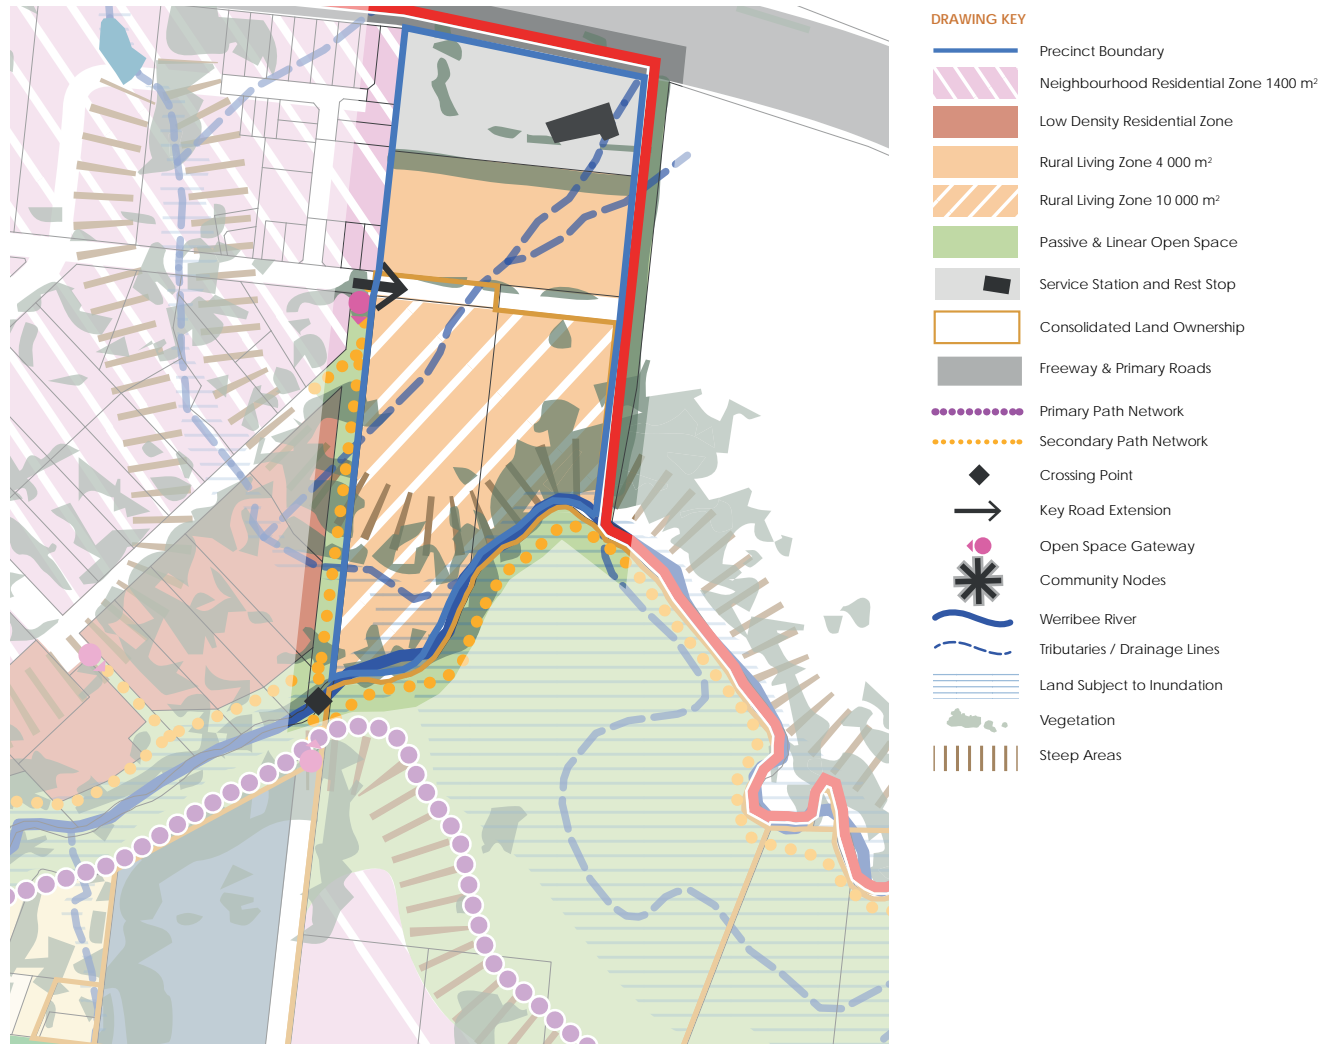 DRAWING KEY
Precinct Boundary
Neighbourhood Residential Zone 1400 m²
Low Density Residential Zone
Rural Living Zone 4 000 m²
Rural Living Zone 10 000 m²
Passive & Linear Open Space
Service Station and Rest Stop
Consolidated Land Ownership
Freeway & Primary Roads
Primary Path Network
Secondary Path Network
Crossing Point
Key Road Extension
Open Space Gateway
Community Nodes
Werribee River
Tributaries / Drainage Lines
Land Subject to Inundation
Vegetation
Steep Areas